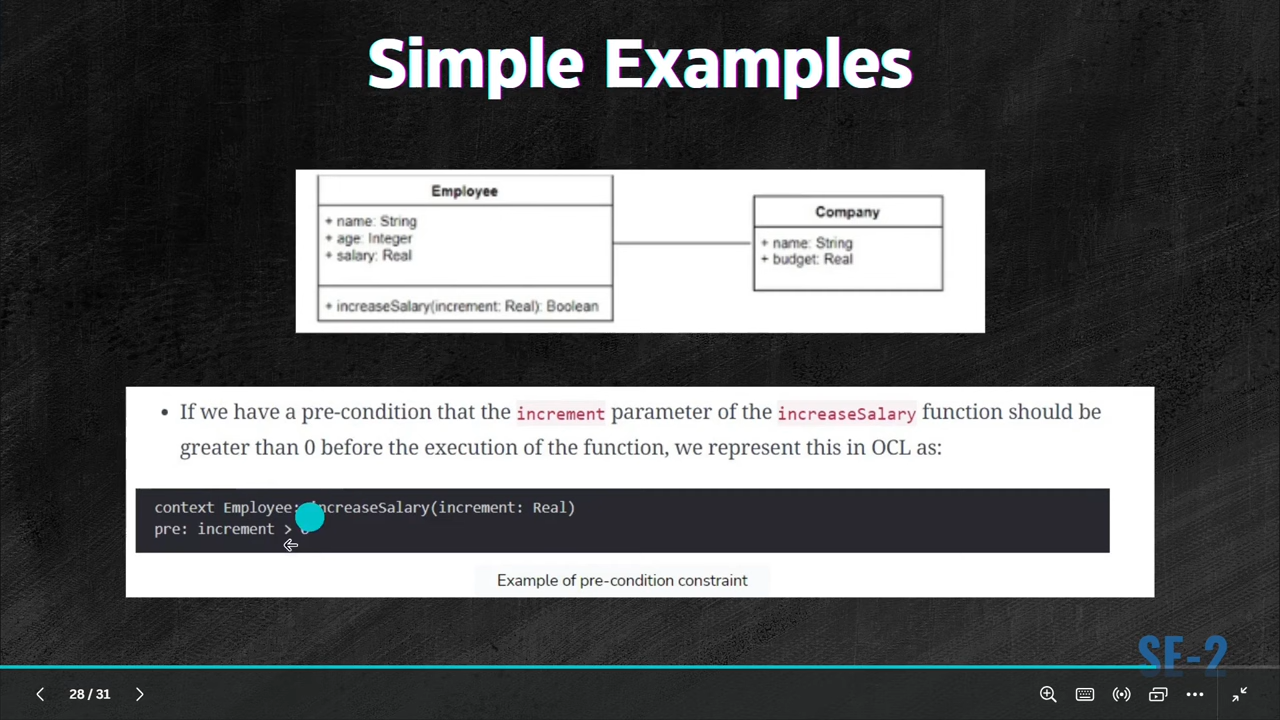 Simple Examples
Employee
+ name: String
+ age: Integer
+ salary: Real
+ increaseSalary(increment: Real): Boolean
Company
+ name: String
+ budget: Real
• If we have a pre-condition that the increment parameter of the increaseSalary function should be
greater than 0 before the execution of the function, we represent this in OCL as:
context Employee: increaseSalary(increment: Real)
pre: increment >
Example of pre-condition constraint
SE-2
28 / 31